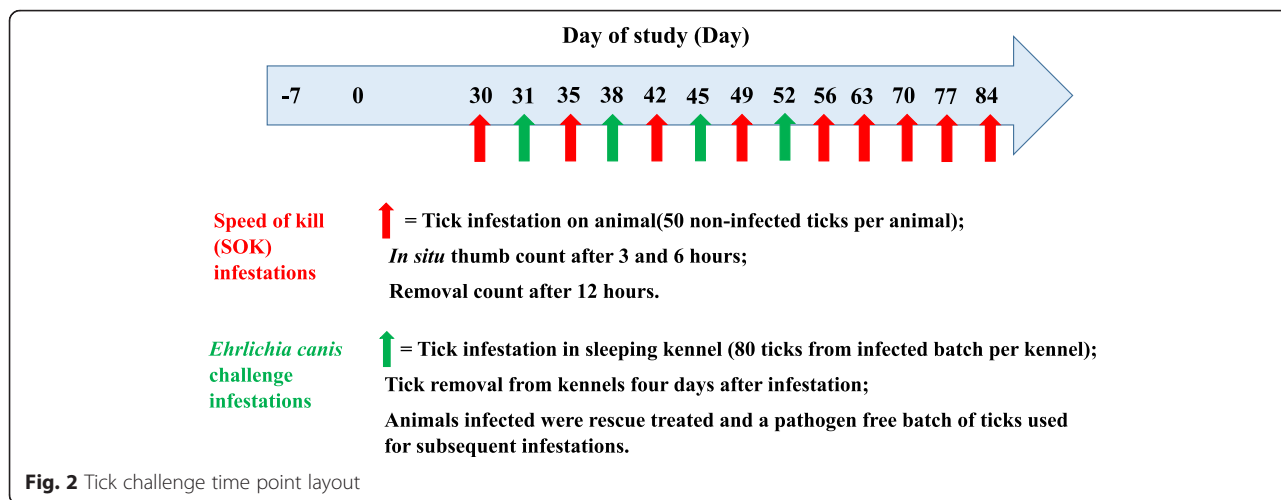 Day of study (Day)
-7 0 30 31 35 38 42 45 49 52 56 63 70 77 84
Speed of kill (SOK) infestations
= Tick infestation on animal(50 non-infected ticks per animal);
In situ thumb count after 3 and 6 hours;
Removal count after 12 hours.
Ehrlichia canis challenge infestations
= Tick infestation in sleeping kennel (80 ticks from infected batch per kennel);
Tick removal from kennels four days after infestation;
Animals infected were rescue treated and a pathogen free batch of ticks used
for subsequent infestations.
Fig. 2 Tick challenge time point layout